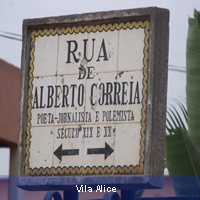 RUA
DE
ALBERTO CORREIA
POETA-JORNALISTA E POLEMISTA
SÉCULO XIX E XX
Vila Alice